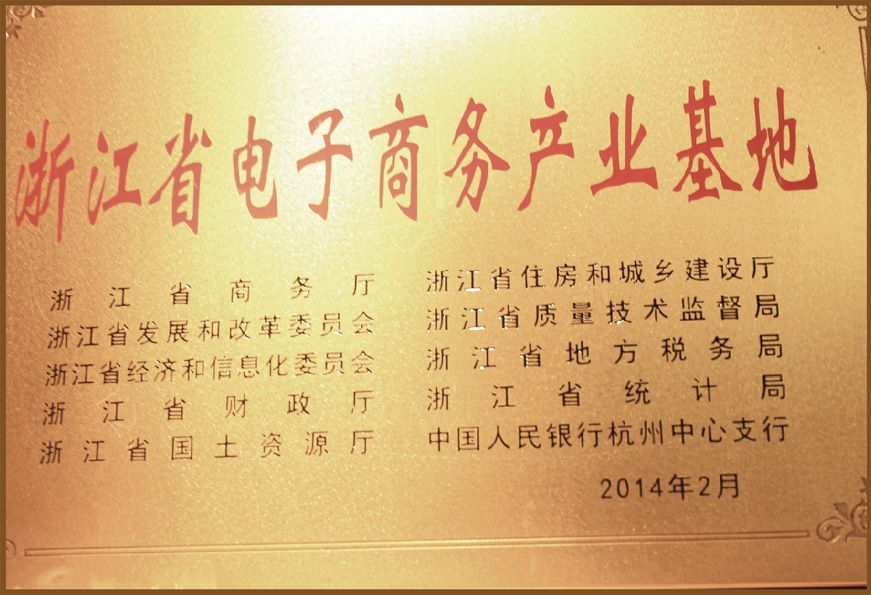 浙江省电子商务产业基地
浙江省商务厅
浙江省发展和改革委员会
浙江省经济和信息化委员会
浙江省财政厅
浙江省国土资源厅
浙江省住房和城乡建设厅
浙江省质量技术监督局
浙江省地方税务局
浙江省统计局
中国人民银行杭州中心支行
2014年2月